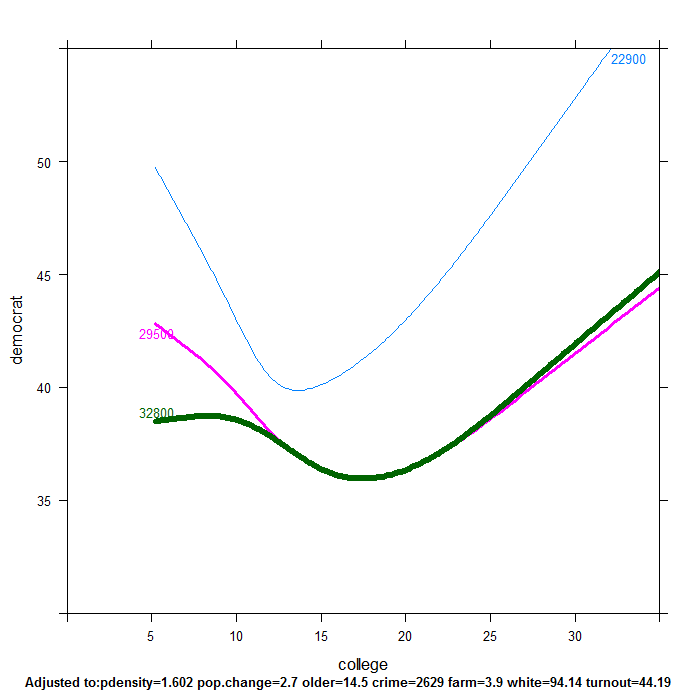 22900
50
45
democrat
29500
40
32800
35
5 10 15 20 25 30
college
Adjusted to:pdensity=1.602 pop.change=2.7 older=14.5 crime=2629 farm=3.9 white=94.14 turnout=44.19